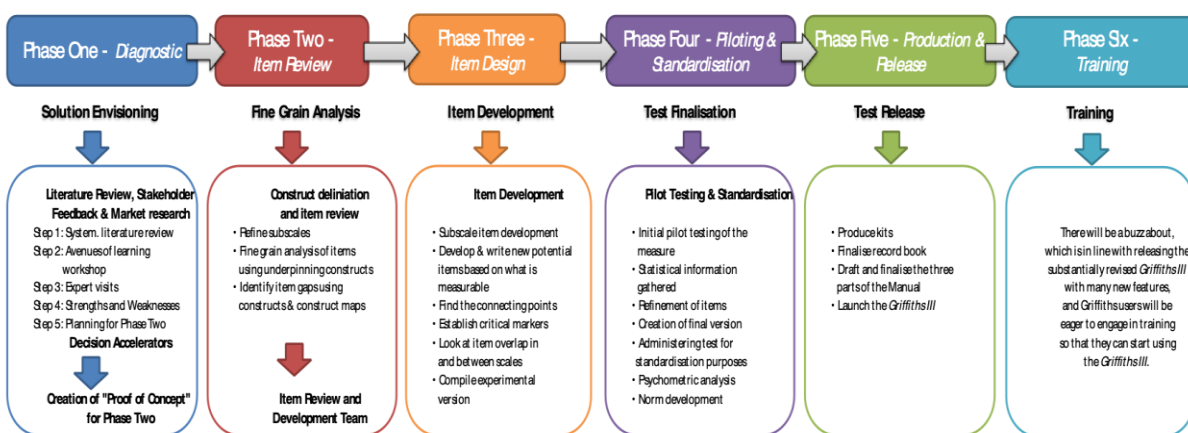 Phase One - Diagnostic
Phase Two -
Item Review
Phase Three -
Item Design
Phase Four - Piloting &
Standardisation
Phase Five - Production &
Release
Phase Six -
Training
Solution Envisioning
Fine Grain Analysis
Item Development
Test Finalisation
Test Release
Training
Literature Review, Stakeholder
Feedback & Market research
Step 1: System. literature review
Step 2: Avenues of learning
workshop
Step 3: Expert visits
Step 4: Strengths and Weaknesses
Step 5: Planning for Phase Two
Decision Accelerators
Creation of "Proof of Concept"
for Phase Two
Construct deliniation
and item review
• Refine subscales
• Fine grain analysis of items
using underpinning constructs
• Identify item gaps using
constructs & construct maps
Item Review and
Development Team
Item Development
• Subscale item development
• Develop & write new potential
items based on what is
measurable
• Find the connecting points
• Establish critical markers
• Look at item overlap in
and between scales
• Compile experimental
version
Pilot Testing & Standardisation
• Initial pilot testing of the
measure
• Statistical information
gathered
• Refinement of items
• Creation of final version
• Administering test for
standardisation purposes
• Psychometric analysis
• Norm development
• Produce kits
• Finalise record book
• Draft and finalise the three
parts of the Manual
• Launch the Griffiths III
There will be a buzz about,
which is in line with releasing the
substantially revised Griffiths III
with many new features,
and Griffiths users will be
eager to engage in training
so that they can start using
the Griffiths III.